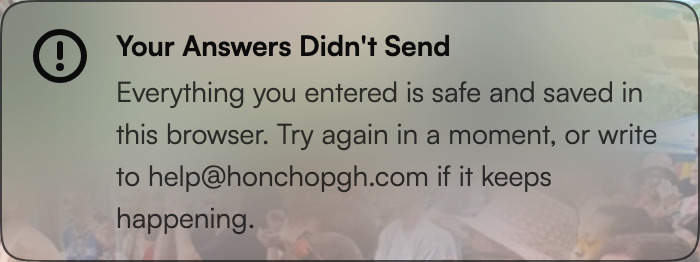 Your Answers Didn't Send
Everything you entered is safe and saved in
this browser. Try again in a moment, or write
to help@honchopgh.com if it keeps
happening.